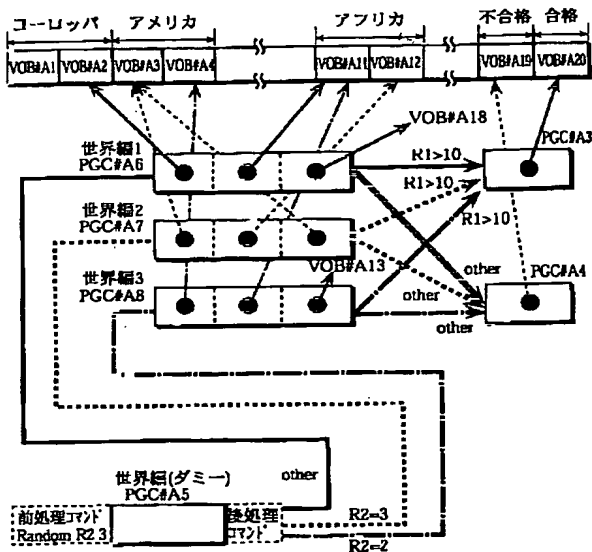 ヨーロッパ アメリカ アフリカ 不合格 合格
VOB#A1 VOB#A2 VOB#A3 VOB#A4 VOB#A11 VOB#A12 VOB#A19 VOB#A20
VOB#A18
世界編1
PGC#A6
R1>10
PGC#A3
R1>10
世界編2
PGC#A7
R1>10
世界編3
PGC#A8
VOB#A13
other
PGC#A4
other
other
世界編(ダミー)
PGC#A5
other
前処理コマンド
Random R2 3
後処理
コマンド
R2=3
R2=2